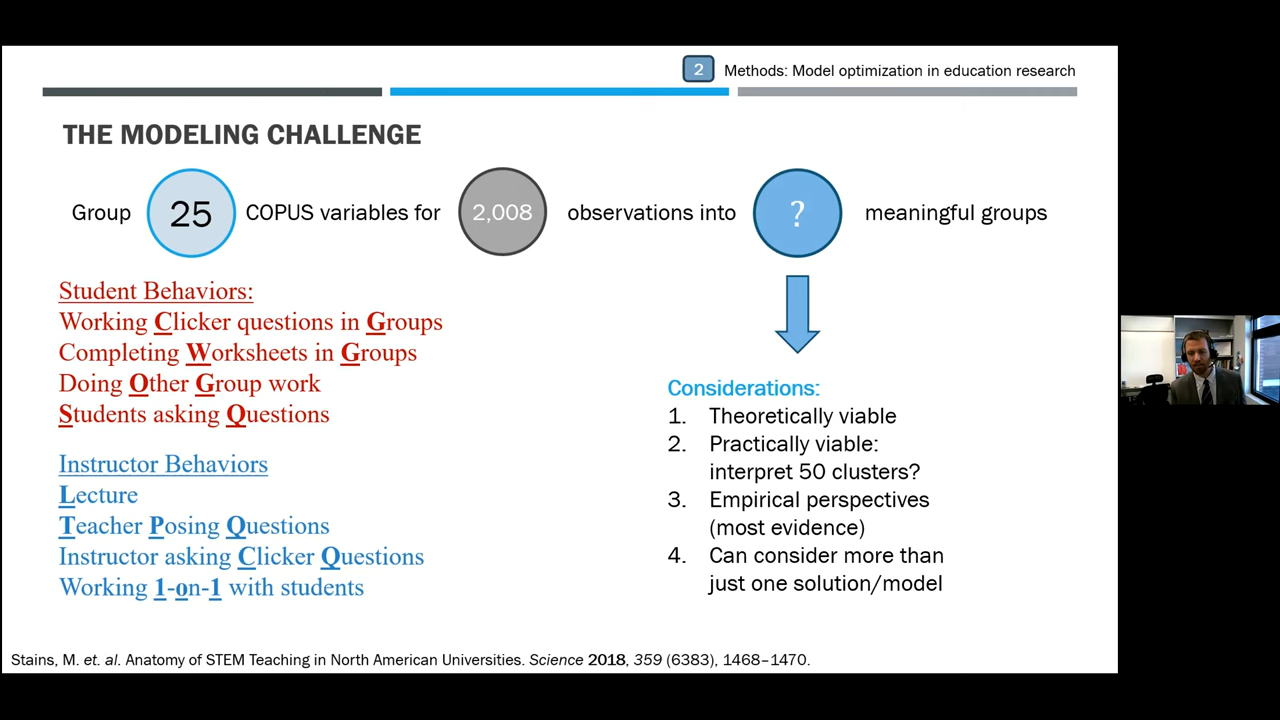 2 Methods: Model optimization in education research
THE MODELING CHALLENGE
Group 25 COPUS variables for 2,008 observations into ? meaningful groups
Student Behaviors:
Working Clicker questions in Groups
Completing Worksheets in Groups
Doing Other Group work
Students asking Questions
Instructor Behaviors
Lecture
Teacher Posing Questions
Instructor asking Clicker Questions
Working 1-on-1 with students
Considerations:
1. Theoretically viable
2. Practically viable:
interpret 50 clusters?
3. Empirical perspectives
(most evidence)
4. Can consider more than
just one solution/model
Stains, M. et. al. Anatomy of STEM Teaching in North American Universities. Science 2018, 359 (6383), 1468–1470.